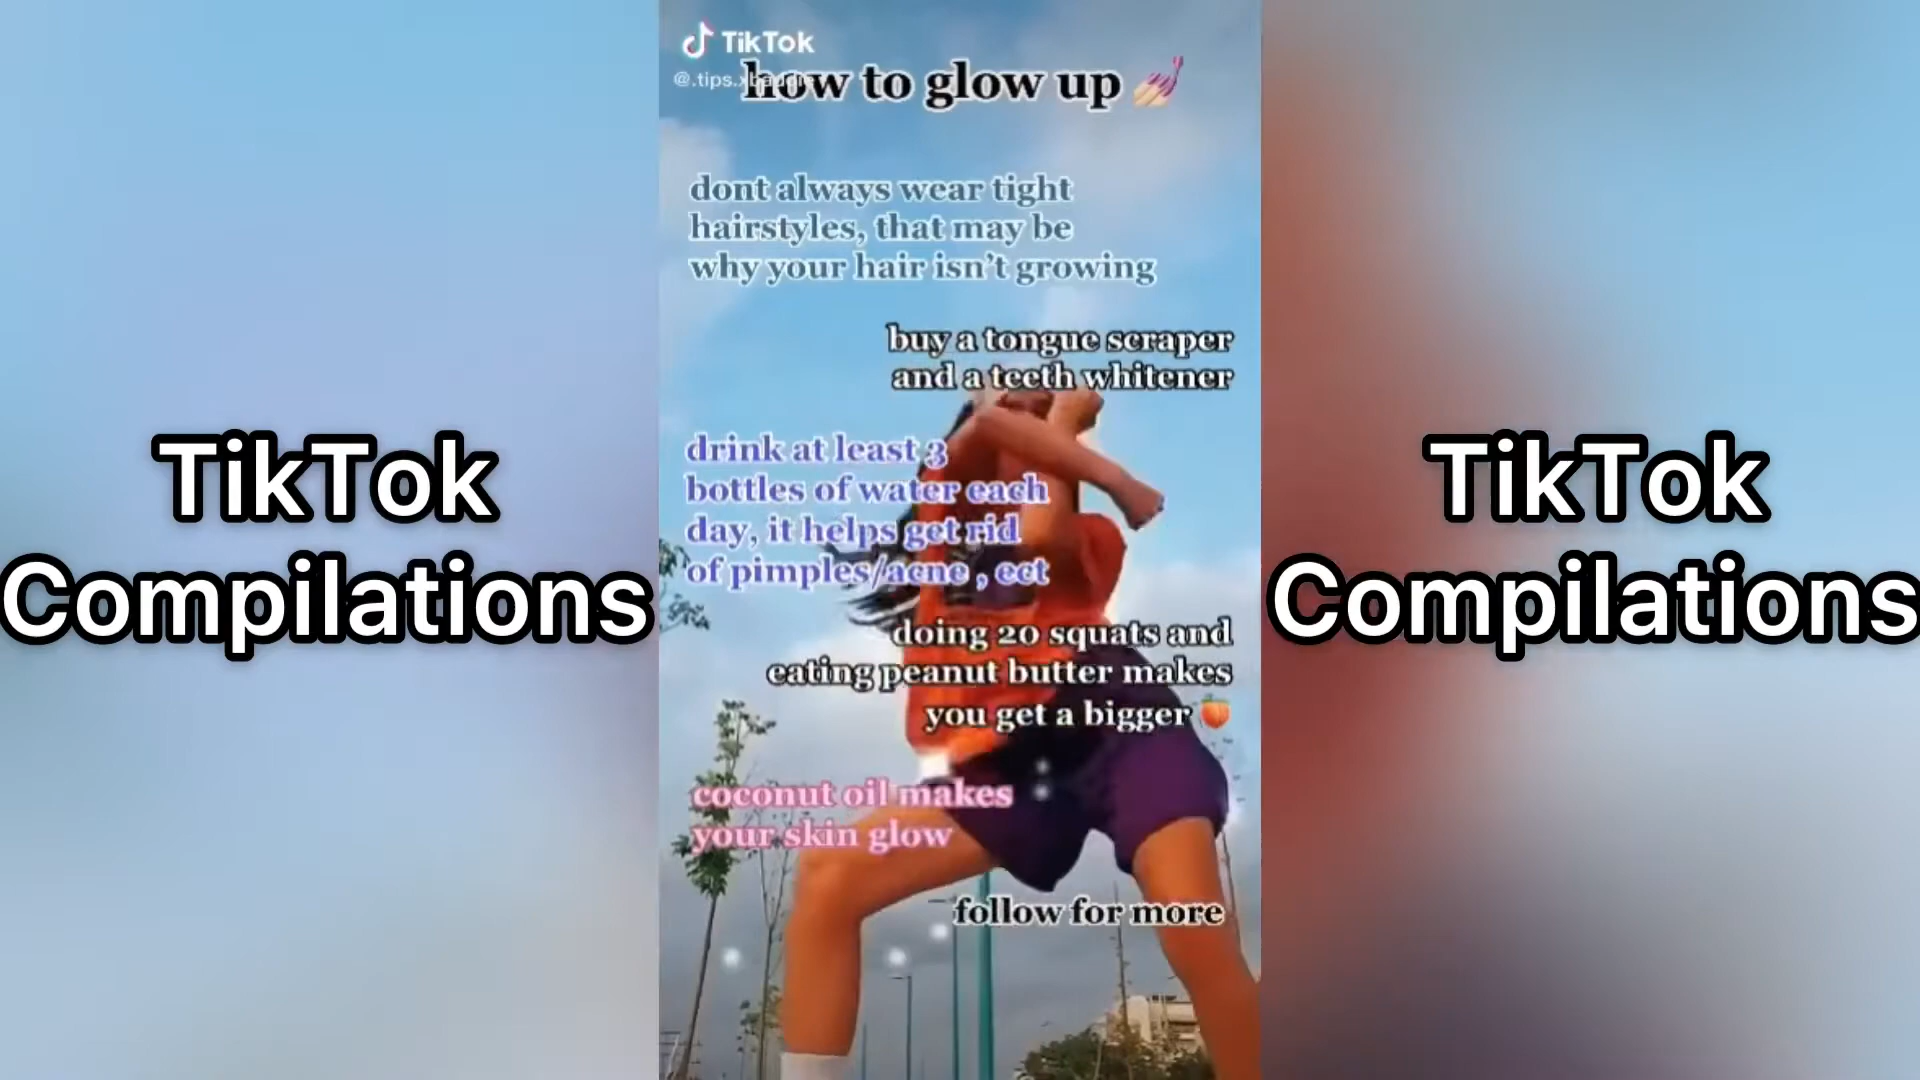 TikTok
@.tips.
how to glow up
dont always wear tight
hairstyles, that may be
why your hair isn't growing
buy a tongue scraper
and a teeth whitener
drink at least 3
bottles of water each
day, it helps get rid
of pimples/acne , ect
doing 20 squats and
eating peanut butter makes
you get a bigger 🍑
coconut oil makes
your skin glow
follow for more
TikTok
Compilations
TikTok
Compilations